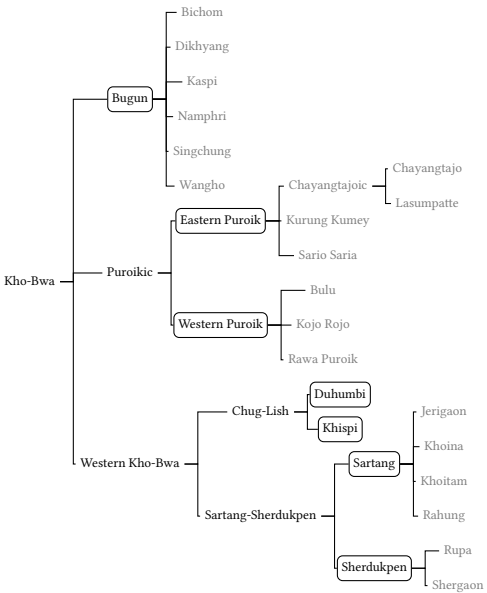 Bichom
Dikhyang
Kaspi
Bugun
Namphri
Singchung
Wangho
Chayangtajo
Chayangtajoic
Lasumpatte
Eastern Puroik
Kurung Kumey
Sario Saria
Kho-Bwa
Puroikic
Bulu
Western Puroik
Kojo Rojo
Rawa Puroik
Duhumbi
Chug-Lish
Khispi
Jerigaon
Khoina
Western Kho-Bwa
Sartang
Khoitam
Sartang-Sherdukpen
Rahung
Rupa
Sherdukpen
Shergaon